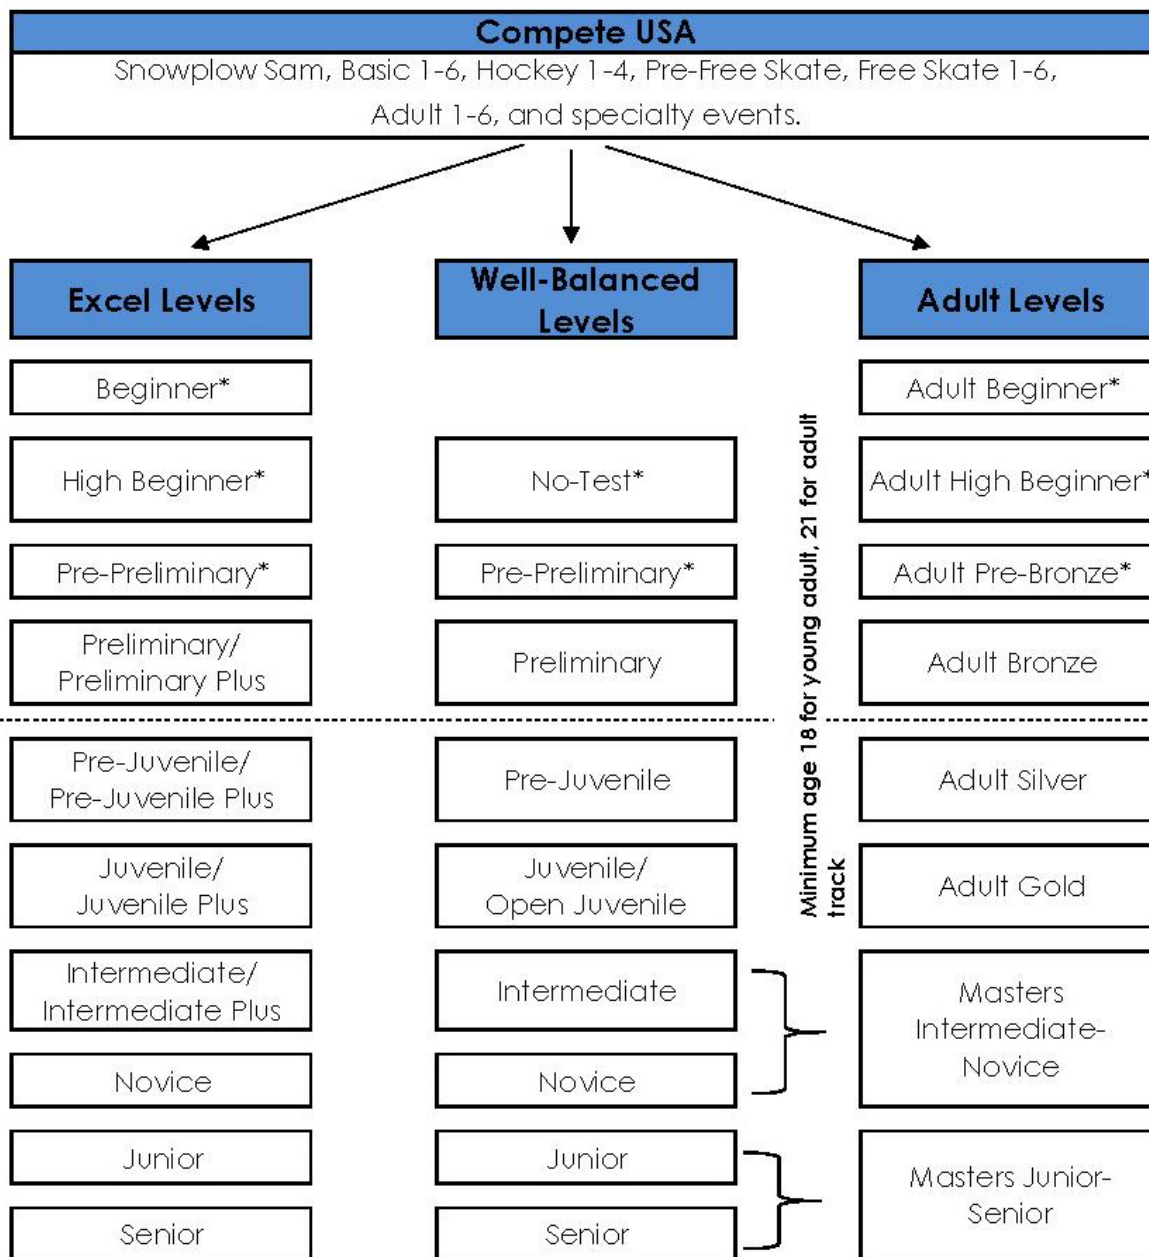 Compete USA
Snowplow Sam, Basic 1-6, Hockey 1-4, Pre-Free Skate, Free Skate 1-6,
Adult 1-6, and specialty events.
Excel Levels
Well-Balanced
Levels
Adult Levels
Beginner*
Adult Beginner*
High Beginner*
No-Test*
Adult High Beginner*
Pre-Preliminary*
Pre-Preliminary*
Adult Pre-Bronze*
Preliminary/
Preliminary Plus
Preliminary
Adult Bronze
Minimum age 18 for young adult, 21 for adult
track
Pre-Juvenile/
Pre-Juvenile Plus
Pre-Juvenile
Adult Silver
Juvenile/
Juvenile Plus
Juvenile/
Open Juvenile
Adult Gold
Intermediate/
Intermediate Plus
Intermediate
Masters
Intermediate-
Novice
Novice
Novice
Junior
Junior
Masters Junior-
Senior
Senior
Senior